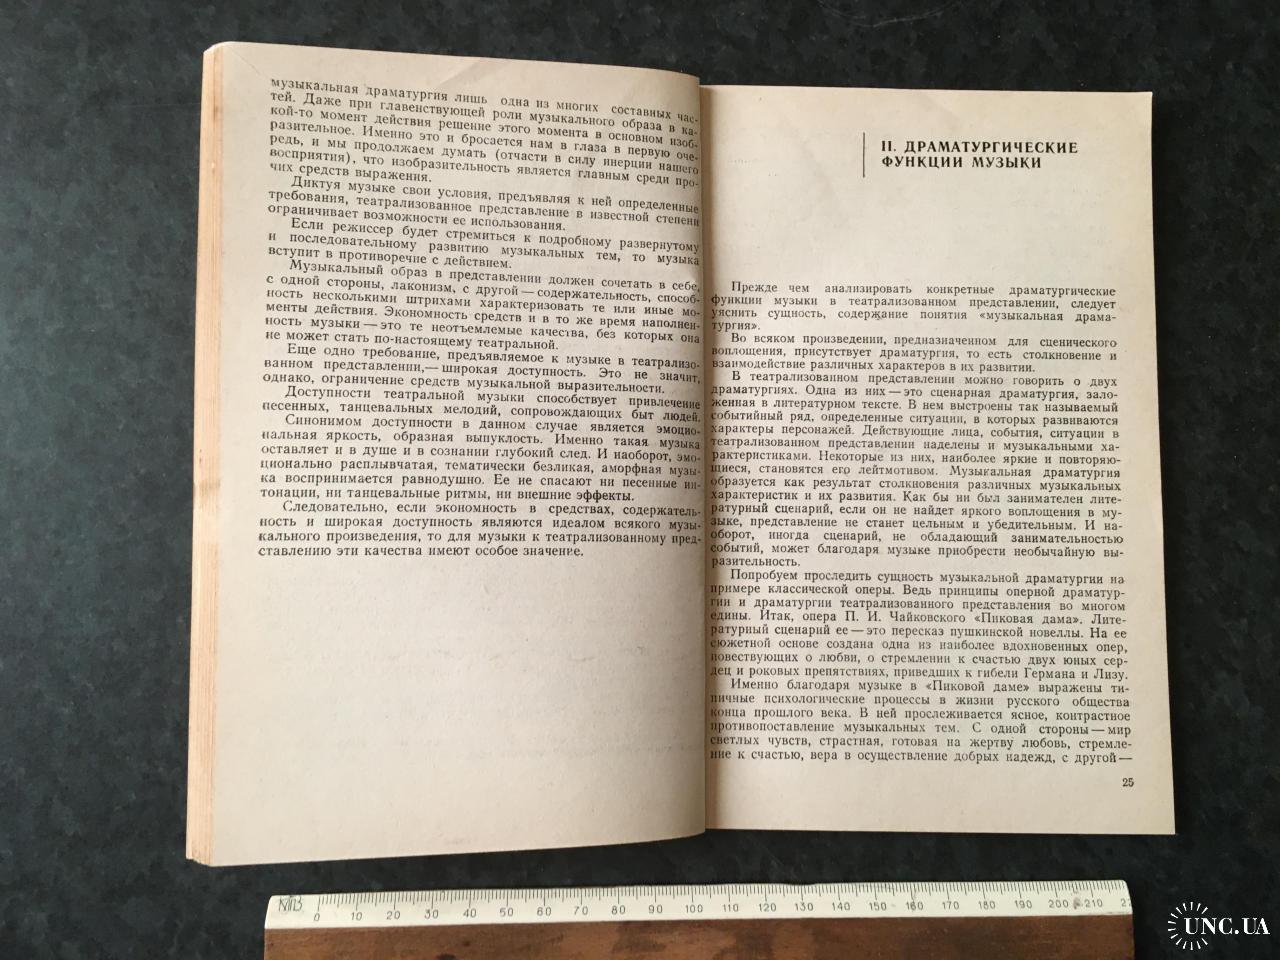 музыкальная драматургия лишь одна из многих составных час-
тей. Даже при главенствующей роли музыкального образа в ка-
кой-то момент действия решение этого момента в основном изоб-
разительное. Именно это и бросается нам в глаза в первую оче-
редь, и мы продолжаем думать (отчасти в силу инерции нашего
восприятия), что изобразительность является главным среди про-
чих средств выражения.
Диктуя музыке свои условия, предъявляя к ней определенные
требования, театрализованное представление в известной степени
ограничивает возможности ее использования.
Если режиссер будет стремиться к подробному развернутому
и последовательному развитию музыкальных тем, то музыка
вступит в противоречие с действием.
Музыкальный образ в представлении должен сочетать в себе,
с одной стороны, лаконизм, с другой — содержательность, способ-
ность несколькими штрихами характеризовать те или иные мо-
менты действия. Экономность средств и в то же время наполнен-
ность музыки — это те неотъемлемые качества, без которых она
не может стать по-настоящему театральной.
Еще одно требование, предъявляемое к музыке в театрализо-
ванном представлении,— широкая доступность. Это не значит,
однако, ограничение средств музыкальной выразительности.
Доступности театральной музыки способствует привлечение
песенных, танцевальных мелодий, сопровождающих быт людей.
Синонимом доступности в данном случае является эмоцио-
нальная яркость, образная выпуклость. Именно такая музыка
оставляет и в душе и в сознании глубокий след. И наоборот, эмо-
ционально расплывчатая, тематически безликая, аморфная музы-
ка воспринимается равнодушно. Ее не спасают ни песенные ин-
тонации, ни танцевальные ритмы, ни внешние эффекты.
Следовательно, если экономность в средствах, содержатель-
ность и широкая доступность являются идеалом всякого музы-
кального произведения, то для музыки к театрализованному пред-
ставлению эти качества имеют особое значение.
II. ДРАМАТУРГИЧЕСКИЕ
ФУНКЦИИ МУЗЫКИ
Прежде чем анализировать конкретные драматургические
функции музыки в театрализованном представлении, следует
уяснить сущность, содержание понятия «музыкальная драма-
тургия».
Во всяком произведении, предназначенном для сценического
воплощения, присутствует драматургия, то есть столкновение и
взаимодействие различных характеров в их развитии.
В театрализованном представлении можно говорить о двух
драматургиях. Одна из них — это сценарная драматургия, зало-
женная в литературном тексте. В нем выстроены так называемый
событийный ряд, определенные ситуации, в которых развиваются
характеры персонажей. Действующие лица, события, ситуации в
театрализованном представлении наделены и музыкальными ха-
рактеристиками. Некоторые из них, наиболее яркие и повторяю-
щиеся, становятся его лейтмотивом. Музыкальная драматургия
образуется как результат столкновения различных музыкальных
характеристик и их развития. Как бы ни был занимателен лите-
ратурный сценарий, если он не найдет яркого воплощения в му-
зыке, представление не станет цельным и убедительным. И на-
оборот, иногда сценарий, не обладающий занимательностью
событий, может благодаря музыке приобрести необычайную вы-
разительность.
Попробуем проследить сущность музыкальной драматургии на
примере классической оперы. Ведь принципы оперной драматур-
гии и драматургии театрализованного представления во многом
едины. Итак, опера П. И. Чайковского «Пиковая дама». Лите-
ратурный сценарий ее — это пересказ пушкинской новеллы. На ее
сюжетной основе создана одна из наиболее вдохновенных опер,
повествующих о любви, о стремлении к счастью двух юных сер-
дец и роковых препятствиях, приведших к гибели Германа и Лизу.
Именно благодаря музыке в «Пиковой даме» выражены ти-
пичные психологические процессы в жизни русского общества
конца прошлого века. В ней прослеживается ясное, контрастное
противопоставление музыкальных тем. С одной стороны — мир
светлых чувств, страстная, готовая на жертву любовь, стремле-
ние к счастью, вера в осуществление добрых надежд, с другой —
25
0 10 20 30 40 50 60 70 80 90 100 110 120 130 140 150 160 170 180 190 200 210
UNC.UA